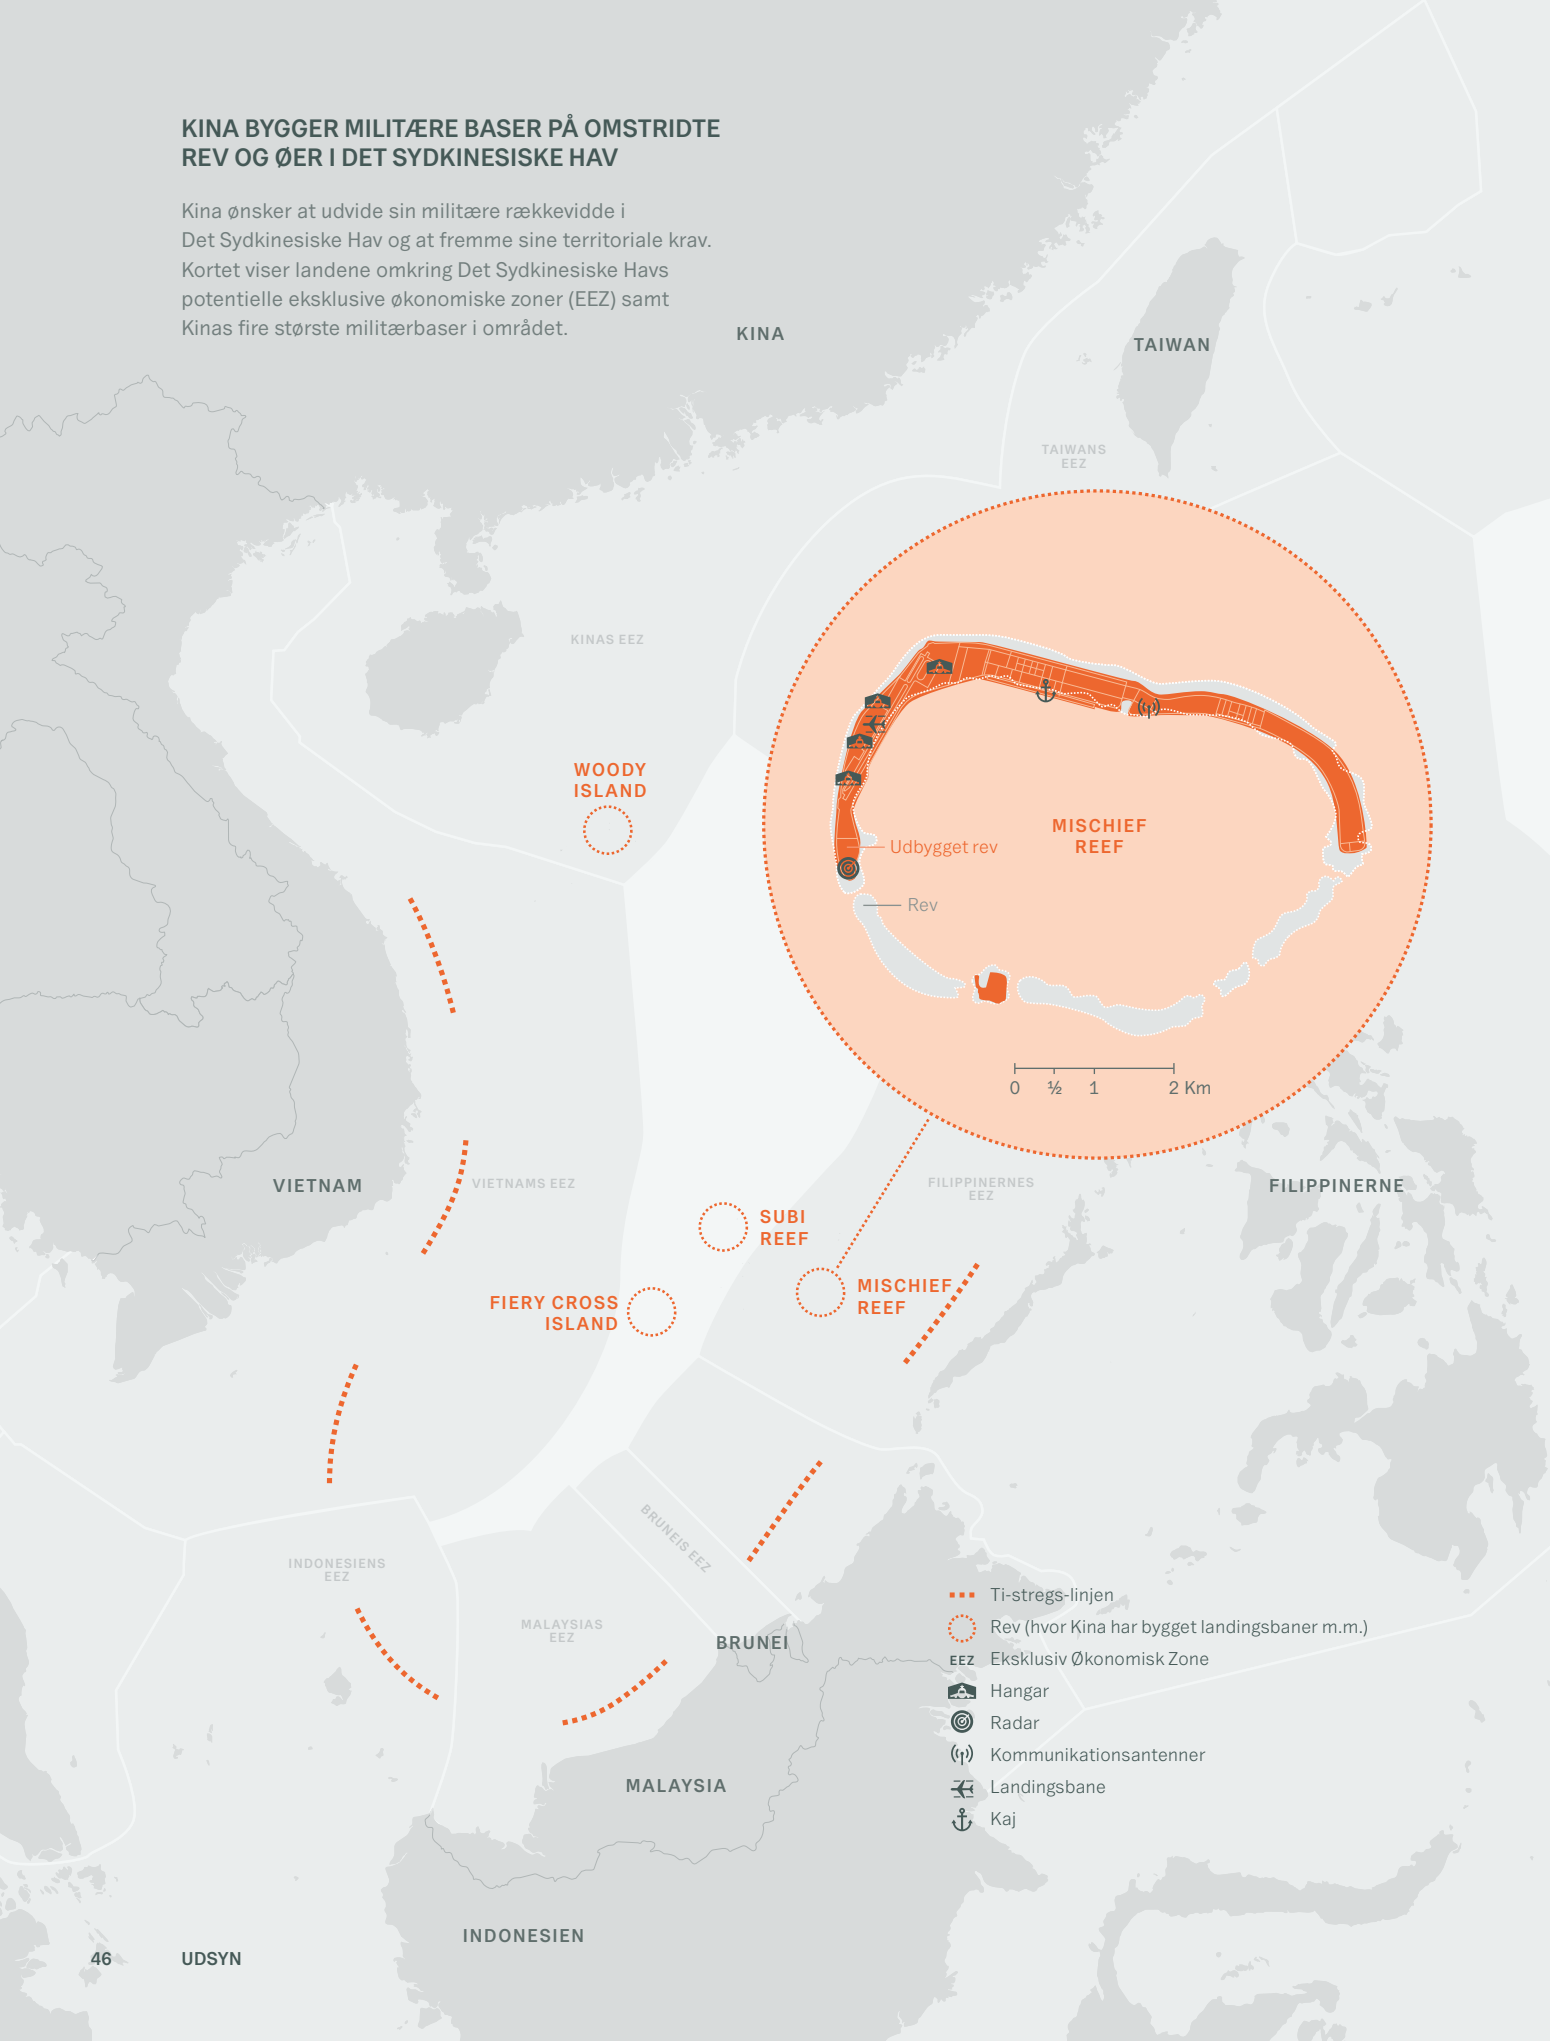 KINA BYGGER MILITÆRE BASER PÅ OMSTRIDTE
REV OG ØER I DET SYDKINESISKE HAV
Kina ønsker at udvide sin militære rækkevidde i
Det Sydkinesiske Hav og at fremme sine territoriale krav.
Kortet viser landene omkring Det Sydkinesiske Havs
potentielle eksklusive økonomiske zoner (EEZ) samt
Kinas fire største militærbaser i området.
KINA
TAIWAN
TAIWANS
EEZ
KINAS EEZ
WOODY
ISLAND
MISCHIEF
REEF
Udbygget rev
Rev
0 ½ 1 2 Km
VIETNAM
VIETNAMS EEZ
FILIPPINERNES
EEZ
FILIPPINERNE
SUBI
REEF
MISCHIEF
REEF
FIERY CROSS
ISLAND
BRUNEIS EEZ
INDONESIENS
EEZ
MALAYSIAS
EEZ
BRUNEI
Ti-stregs-linjen
Rev (hvor Kina har bygget landingsbaner m.m.)
EEZ Eksklusiv Økonomisk Zone
Hangar
Radar
Kommunikationsantenner
Landingsbane
Kaj
MALAYSIA
INDONESIEN
46 UDSYN